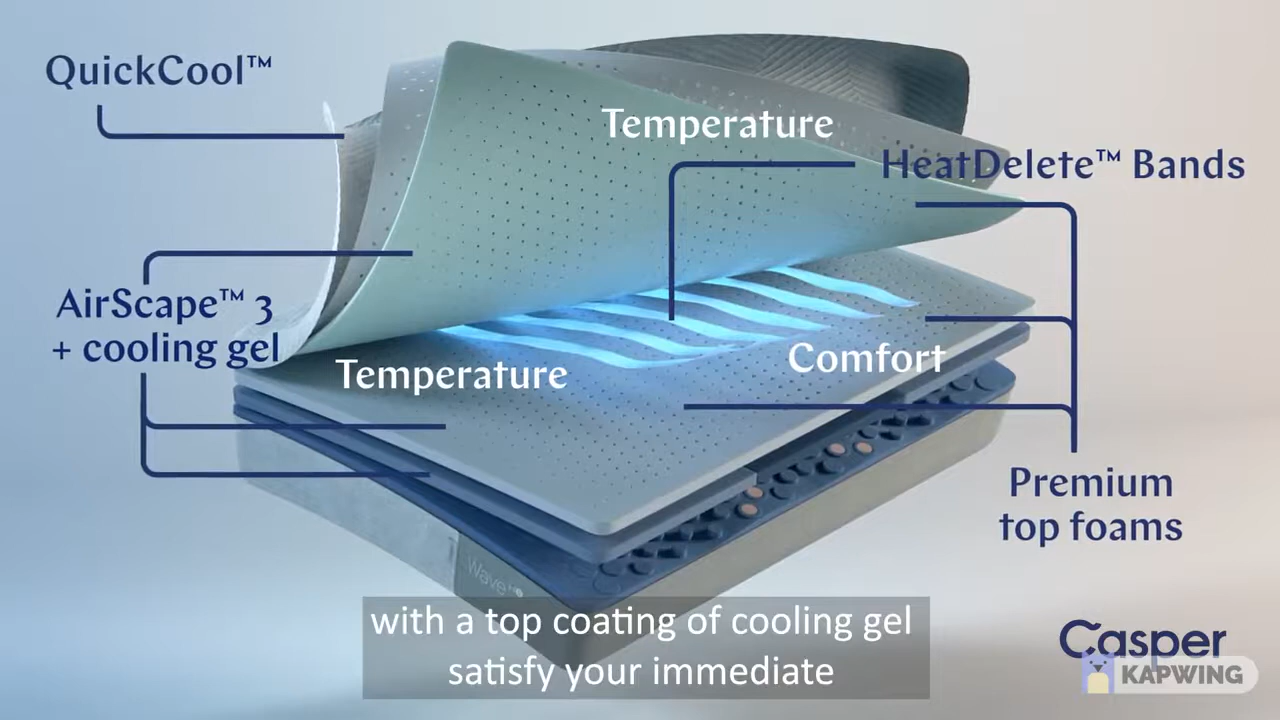 QuickCool™
Temperature
HeatDelete™ Bands
AirScape™ 3
+ cooling gel
Temperature
Comfort
Premium
top foams
Wave
with a top coating of cooling gel
satisfy your immediate
Casper
KAPWING